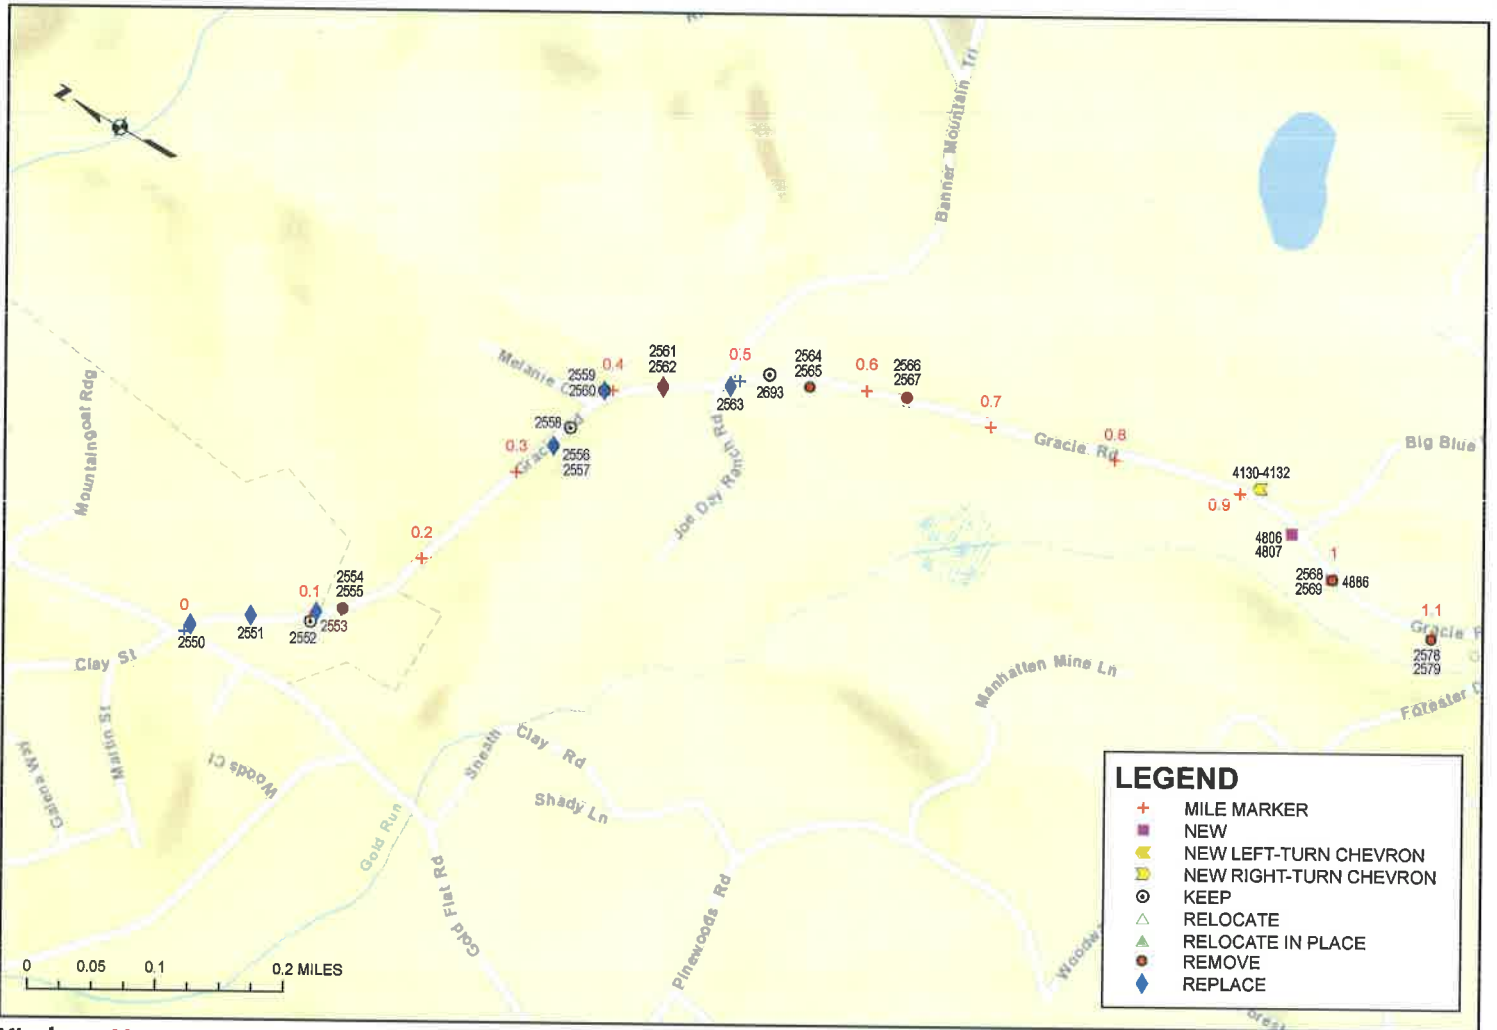 N
Banner Mountain Trl
Mountaingoat Rdg
Melanie
0.4
2559
2560
2561
2562
0.5
2563
2693
2564
2565
0.6
2566
2567
0.7
Gracie Rd
0.8
Big Blue
4130-4132
0.9
4806
4807
1
2568
2569
4886
1.1
Gracie
2578
2579
Forester
2558
Gracie Rd
2556
2557
0.3
Joe Day Ranch Rd
0.2
2554
2555
0.1
2553
2552
2551
0
2550
Clay St
Martin St
Galena Way
Woods Ct
Gold Run
Sneath
Clay Rd
Shady Ln
Gold Flat Rd
Pinewoods Rd
Manhatten Mine Ln
LEGEND
MILE MARKER
NEW
NEW LEFT-TURN CHEVRON
NEW RIGHT-TURN CHEVRON
KEEP
RELOCATE
RELOCATE IN PLACE
REMOVE
REPLACE
0 0.05 0.1 0.2 MILES